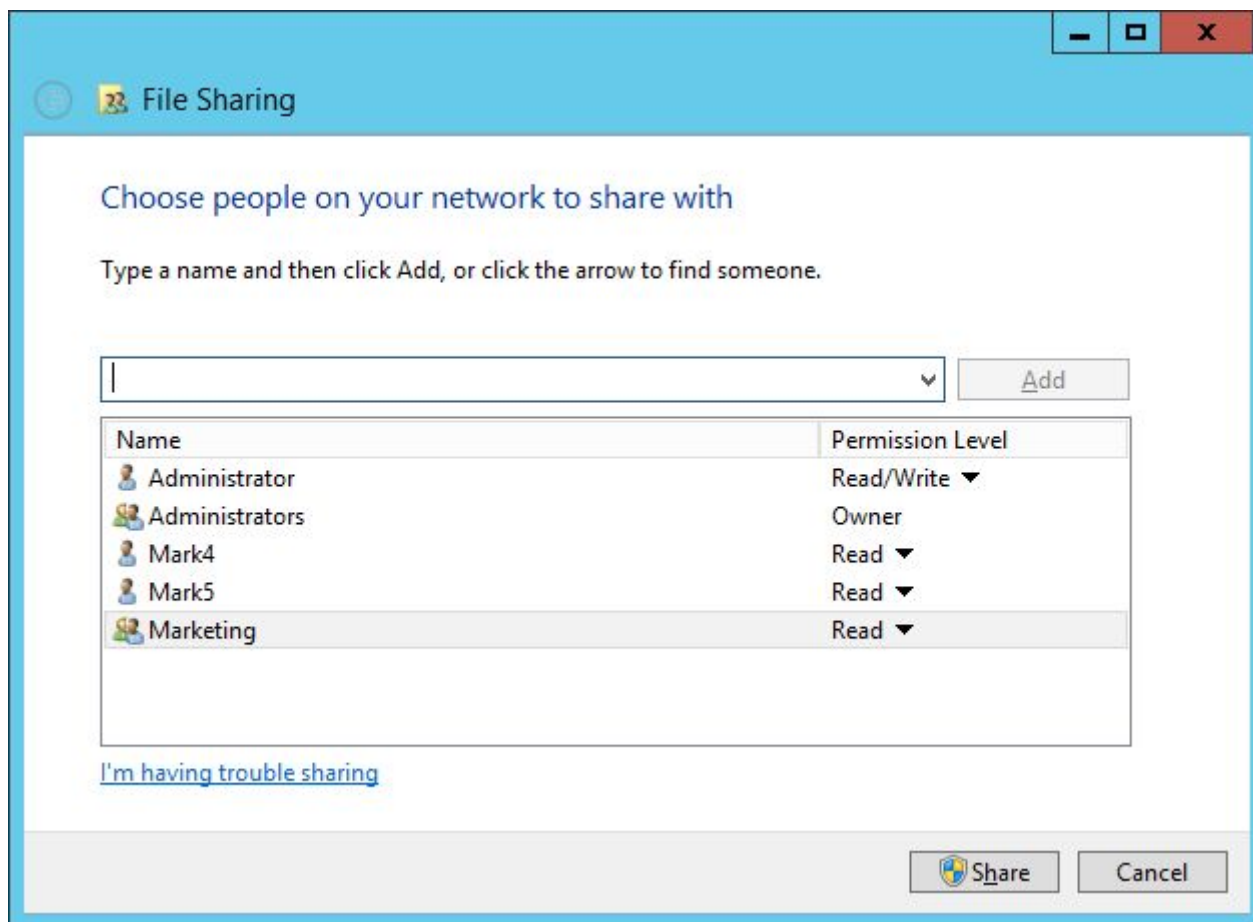 File Sharing
Choose people on your network to share with
Type a name and then click Add, or click the arrow to find someone.
Add
Name Permission Level
Administrator Read/Write
Administrators Owner
Mark4 Read
Mark5 Read
Marketing Read
I'm having trouble sharing
Share Cancel